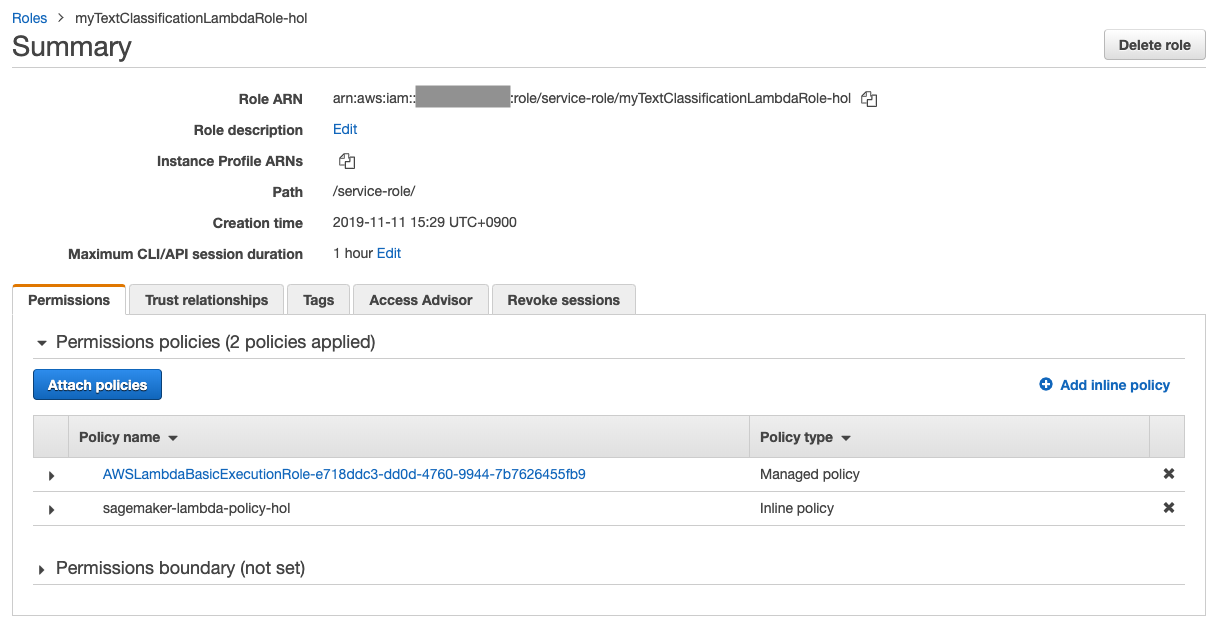 Roles > myTextClassificationLambdaRole-hol
Summary
Delete role
Role ARN arn:aws:iam:: :role/service-role/myTextClassificationLambdaRole-hol
Role description Edit
Instance Profile ARNs
Path /service-role/
Creation time 2019-11-11 15:29 UTC+0900
Maximum CLI/API session duration 1 hour Edit
Permissions Trust relationships Tags Access Advisor Revoke sessions
Permissions policies (2 policies applied)
Attach policies Add inline policy
Policy name Policy type
AWSLambdaBasicExecutionRole-e718ddc3-dd0d-4760-9944-7b7626455fb9 Managed policy
sagemaker-lambda-policy-hol Inline policy
Permissions boundary (not set)